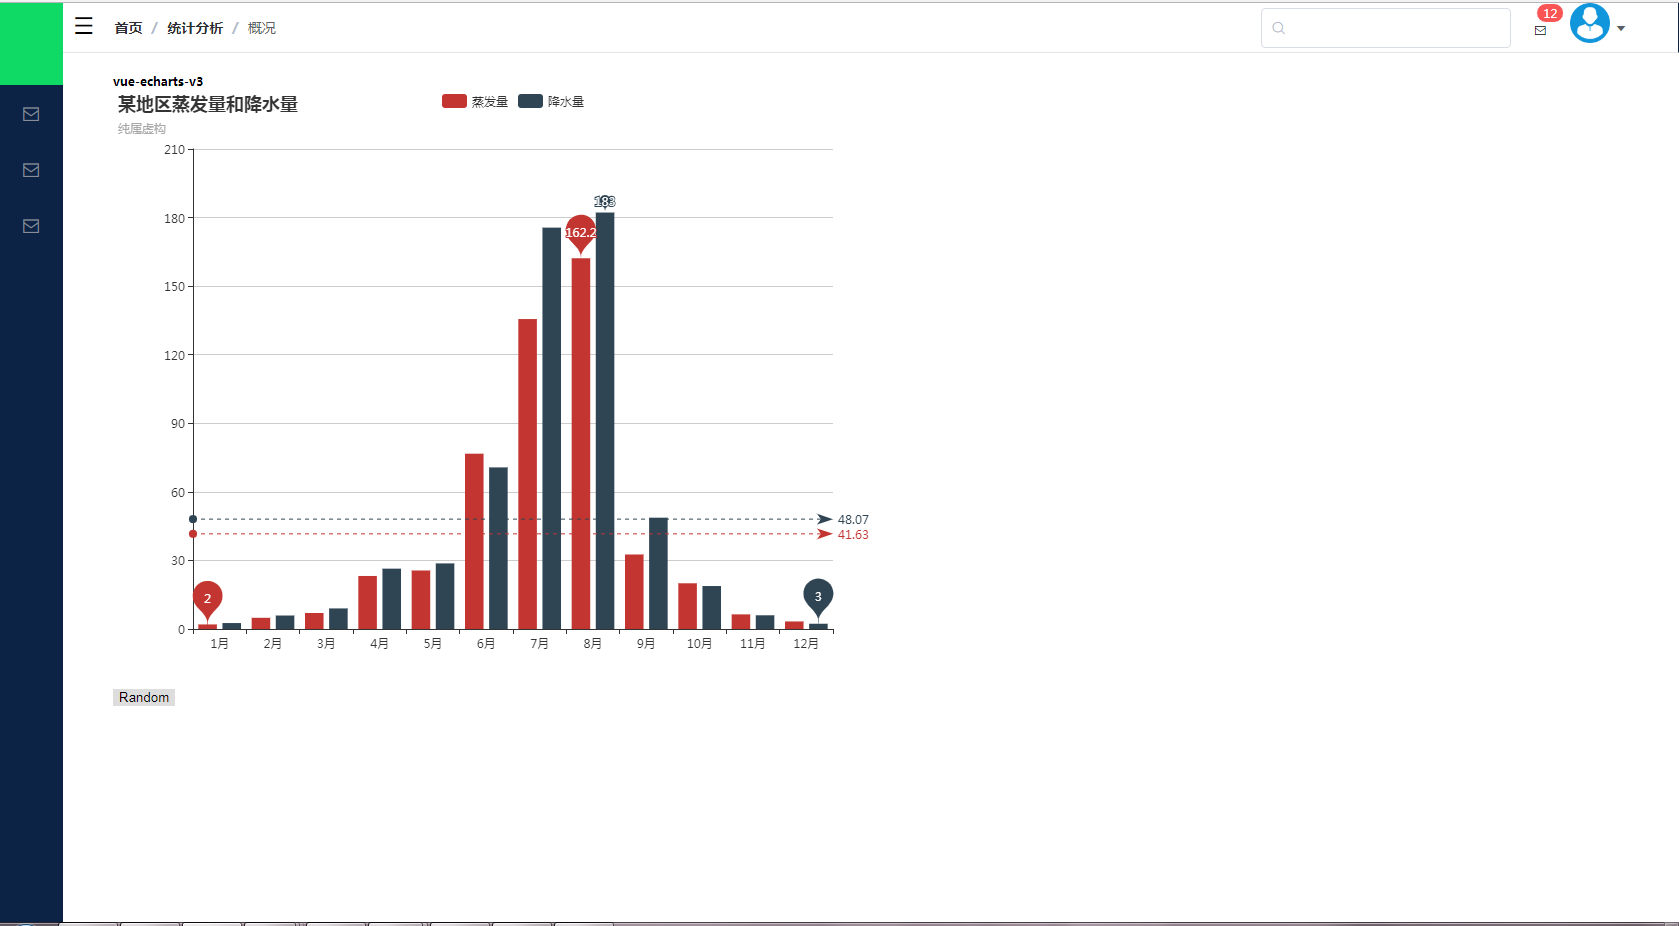 首页 / 统计分析 / 概况
12
vue-echarts-v3
某地区蒸发量和降水量
纯属虚构
蒸发量 降水量
210
180
150
120
90
60
30
0
183
162.2
48.07
41.63
2
3
1月 2月 3月 4月 5月 6月 7月 8月 9月 10月 11月 12月
Random